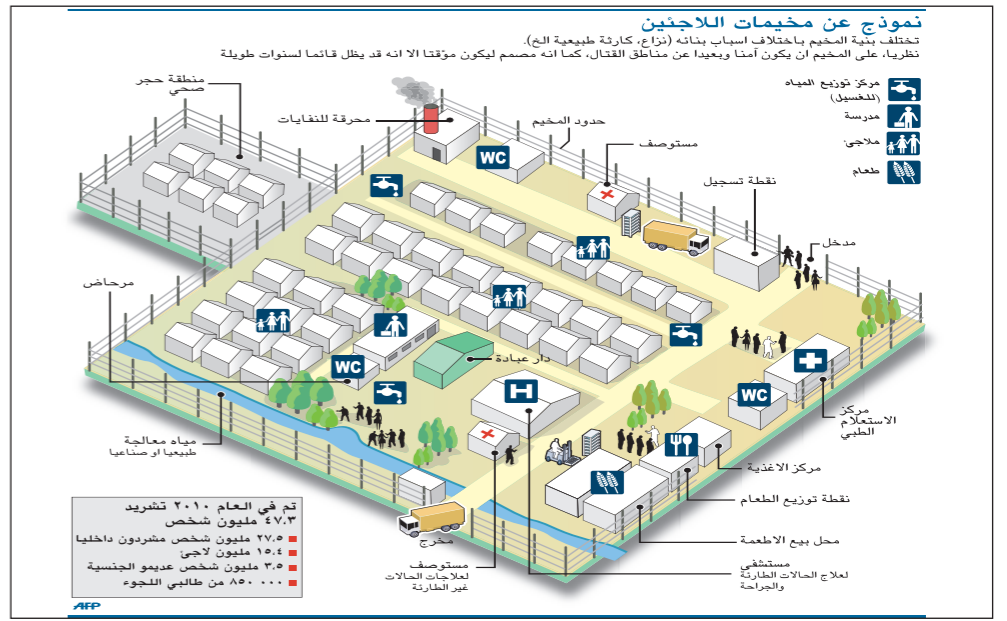 نموذج عن مخيمات اللاجئين
تختلف بنية المخيم باختلاف اسباب بنائه (نزاع، كارثة طبيعية الخ).
نظريا، على المخيم ان يكون آمنا وبعيدا عن مناطق القتال، كما انه مصمم ليكون موقتا الا انه قد يظل قائما لسنوات طويلة
مركز توزيع المياه
(للغسيل)
مدرسة
ملاجئ
طعام
منطقة حجر
صحي
محرقة للنفايات
حدود المخيم
مستوصف
نقطة تسجيل
مدخل
WC
مرحاض
دار عبادة
WC
H
WC
مركز
الاستعلام
الطبي
مياه معالجة
طبيعيا او صناعيا
مركز الاغذية
نقطة توزيع الطعام
محل بيع الاطعمة
مخرج
مستوصف
لعلاجات الحالات
غير الطارئة
مستشفى
لعلاج الحالات الطارئة
والجراحة
تم في العام ٢٠١٠ تشريد
٤٧.٣ مليون شخص
٢٧.٥ مليون شخص مشردون داخليا
١٥.٤ مليون لاجئ
٣.٥ مليون شخص عديمو الجنسية
٨٥٠ ٠٠٠ من طالبي اللجوء
AFP